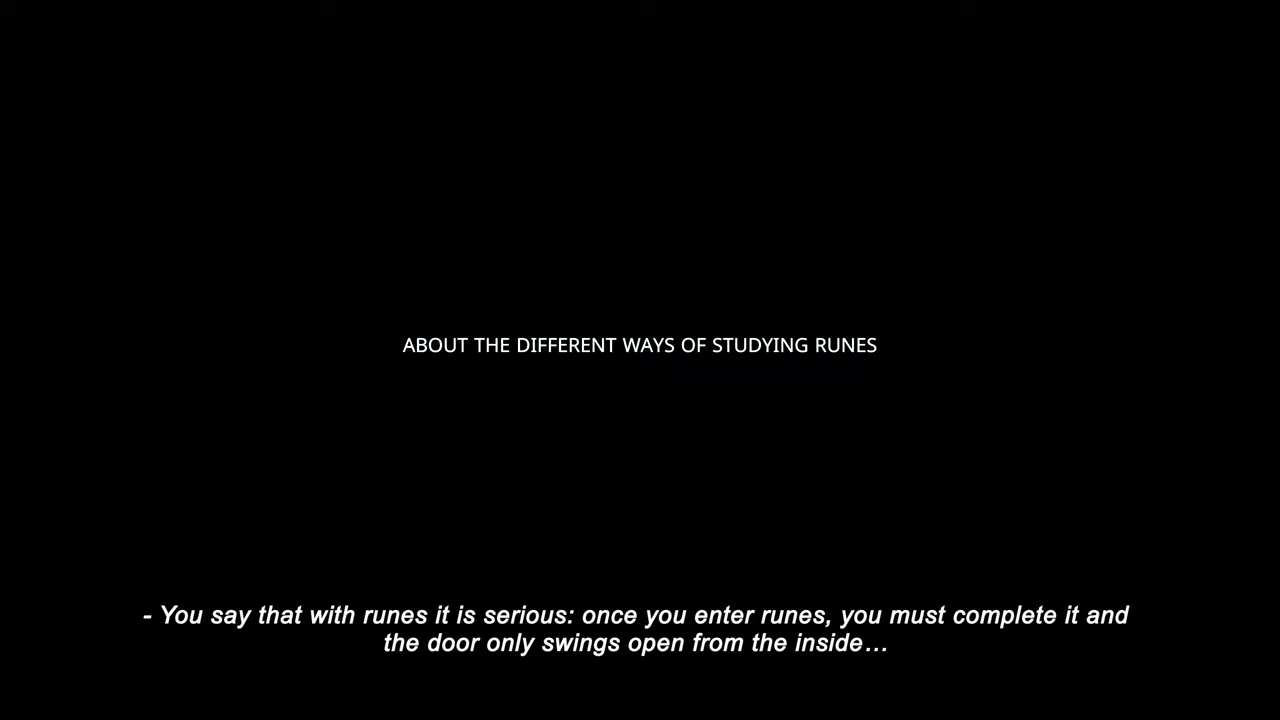 ABOUT THE DIFFERENT WAYS OF STUDYING RUNES
- You say that with runes it is serious: once you enter runes, you must complete it and
the door only swings open from the inside…